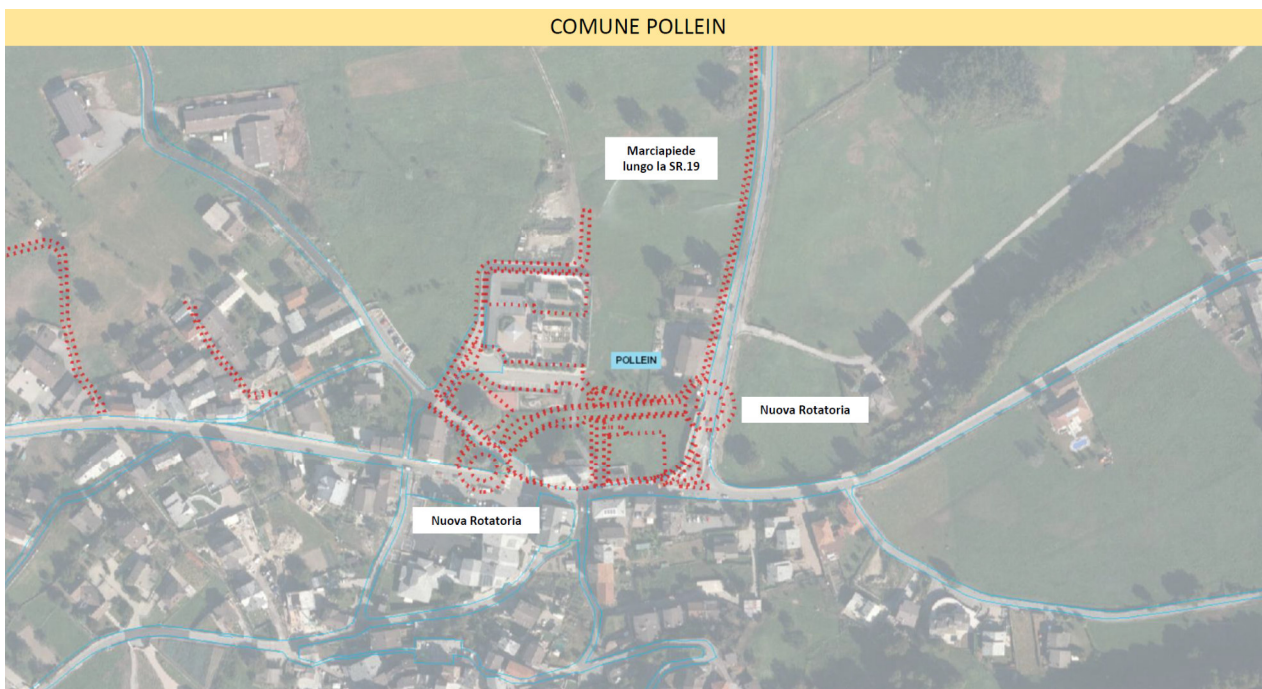 COMUNE POLLEIN
Marciapiede
lungo la SR.19
POLLEIN
Nuova Rotatoria
Nuova Rotatoria